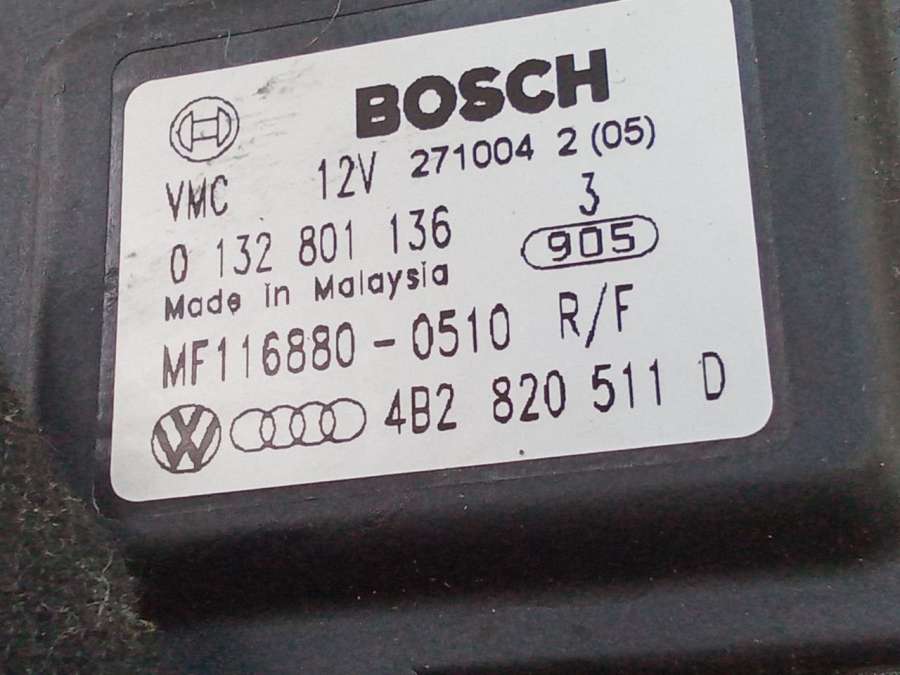 BOSCH
VMC 12V 271004 2 (05)
0 132 801 136 3
Made in Malaysia 905
MF116880-0510 R/F
VW 4B2 820 511 D